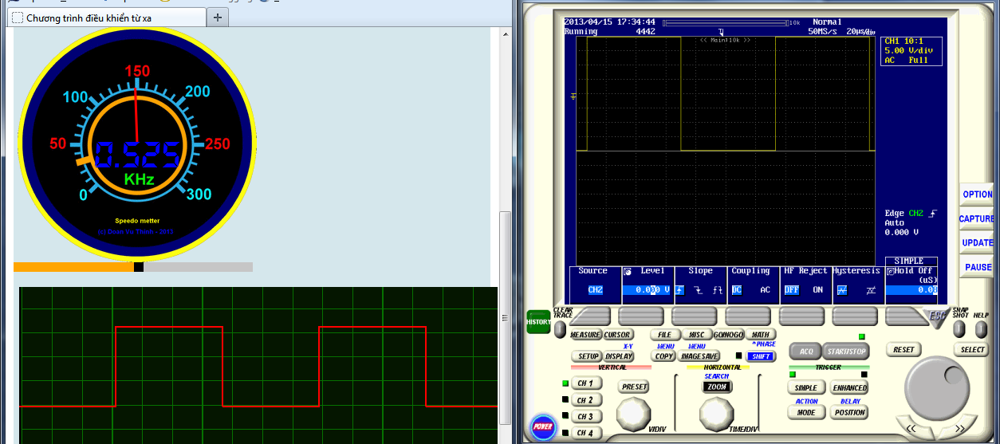 Chương trình điều khiển từ xa
150
100
200
50
250
0.525
KHz
0
300
Speedo metter
(c) Doan Vu Thinh - 2013
2013/04/15 17:34:44
10k
Normal
Running
4442
50MS/s
20µs/div
<< Main:10k >>
CH1 10:1
5.00 V/div
AC Full
Edge CH2
Auto
0.000 V
SIMPLE
Source
Level
Slope
Coupling
HF Reject
Hysteresis
Hold Off
(uS)
CH2
0.000 V
DC
AC
OFF
ON
0.00
OPTION
CAPTURE
UPDATE
PAUSE
HISTORY
CLEAR
TRACE
ESC
SNAP
SHOT
HELP
MEASURE
CURSOR
FILE
MISC
GO/NOGO
MATH
X-Y
MENU
MENU
^PHASE
SETUP
DISPLAY
COPY
IMAGE SAVE
SHIFT
ACQ
START/STOP
RESET
SELECT
VERTICAL
HORIZONTAL
TRIGGER
SEARCH
CH 1
PRESET
ZOOM
SIMPLE
ENHANCED
CH 2
ACTION
DELAY
CH 3
MODE
POSITION
POWER
CH 4
V/DIV
TIME/DIV
<<
>>